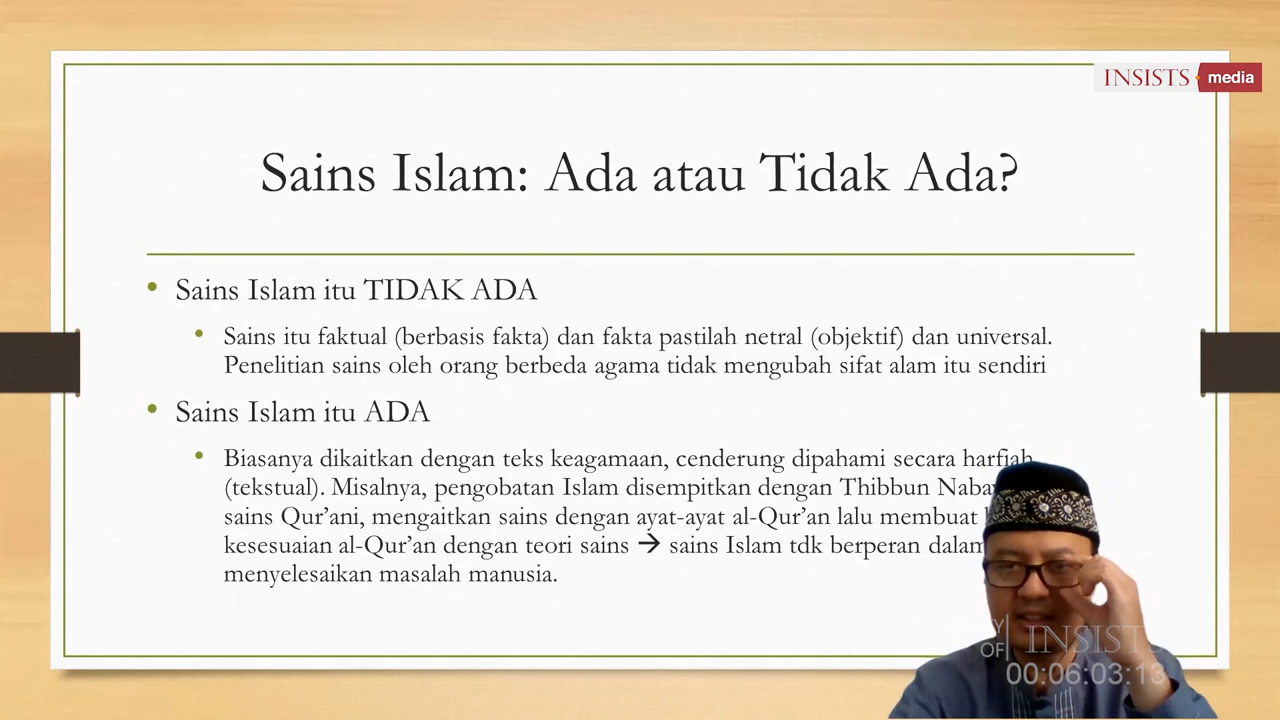 INSISTS media
Sains Islam: Ada atau Tidak Ada?
• Sains Islam itu TIDAK ADA
• Sains itu faktual (berbasis fakta) dan fakta pastilah netral (objektif) dan universal.
Penelitian sains oleh orang berbeda agama tidak mengubah sifat alam itu sendiri
• Sains Islam itu ADA
• Biasanya dikaitkan dengan teks keagamaan, cenderung dipahami secara harfiah
(tekstual). Misalnya, pengobatan Islam disempitkan dengan Thibbun
sains Qur’ani, mengaitkan sains dengan ayat-ayat al-Qur’an lalu membuat
kesesuaian al-Qur’an dengan teori sains → sains Islam tdk berperan dalam
menyelesaikan masalah manusia.
OF INSISTS
00:06:03:13